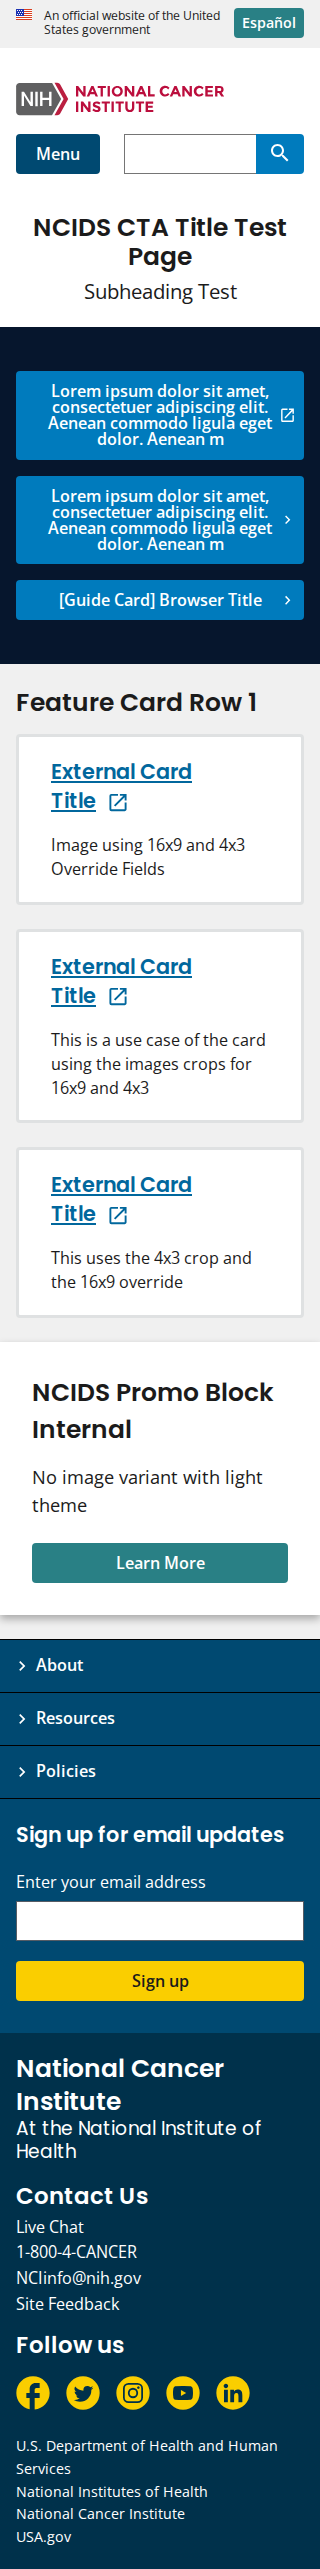 An official website of the United
States government
Español
NIH
NATIONAL CANCER
INSTITUTE
Menu
NCIDS CTA Title Test
Page
Subheading Test
Lorem ipsum dolor sit amet,
consectetuer adipiscing elit.
Aenean commodo ligula eget
dolor. Aenean m
Lorem ipsum dolor sit amet,
consectetuer adipiscing elit.
Aenean commodo ligula eget
dolor. Aenean m
[Guide Card] Browser Title
Feature Card Row 1
External Card
Title
Image using 16x9 and 4x3
Override Fields
External Card
Title
This is a use case of the card
using the images crops for
16x9 and 4x3
External Card
Title
This uses the 4x3 crop and
the 16x9 override
NCIDS Promo Block
Internal
No image variant with light
theme
Learn More
About
Resources
Policies
Sign up for email updates
Enter your email address
Sign up
National Cancer
Institute
At the National Institute of
Health
Contact Us
Live Chat
1-800-4-CANCER
NCIinfo@nih.gov
Site Feedback
Follow us
U.S. Department of Health and Human
Services
National Institutes of Health
National Cancer Institute
USA.gov